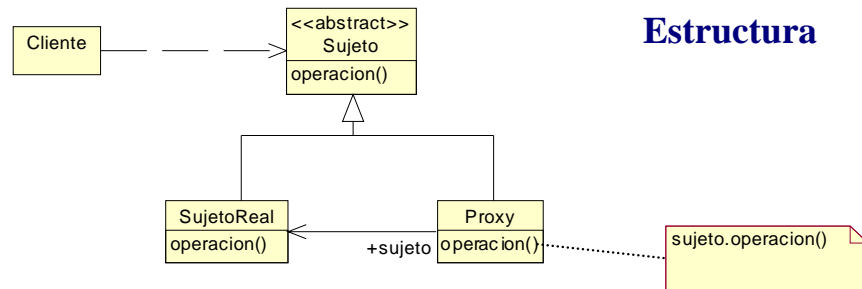 Estructura
Cliente
<<abstract>>
Sujeto
operacion()
SujetoReal
operacion()
+sujeto
Proxy
operacion()
sujeto.operacion()